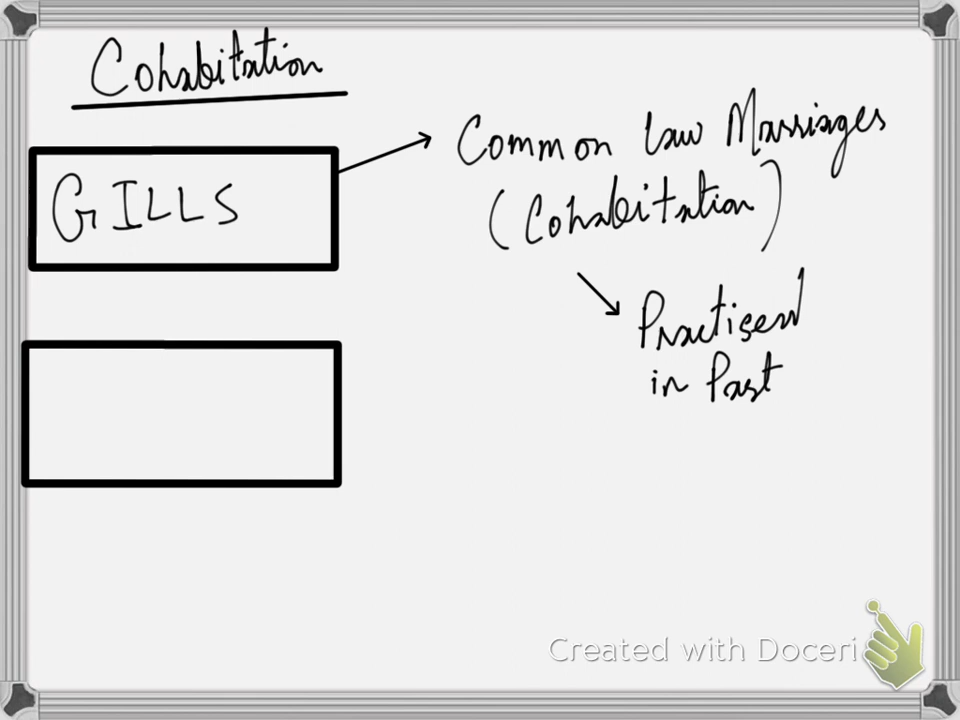 Cohabitation
GILLS
Common Law Marriages
(Cohabitation)
Practised
in Past
Created with Doceri